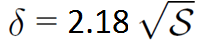 δ = 2.18 √𝒮